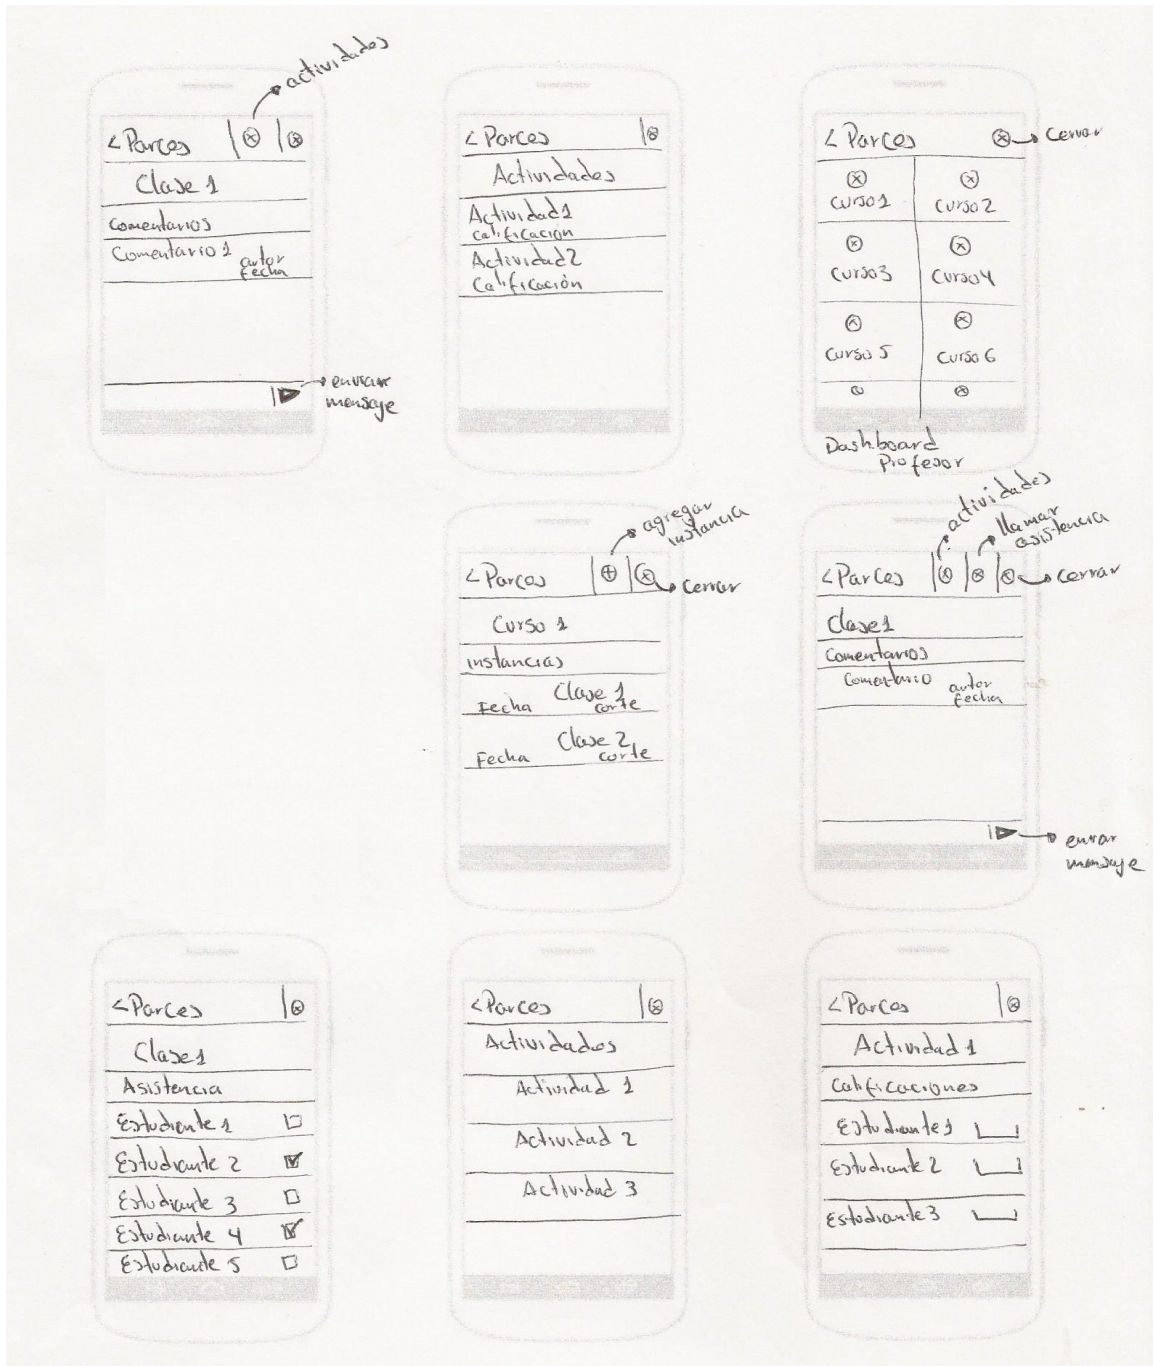 actividades
< Parces
Clase 1
Comentarios
Comentario 1 autor
fecha
enviar
mensaje
< Parces
Actividades
Actividad 1
Calificación
Actividad 2
Calificación
< Parces
cerrar
curso 1 curso 2
curso 3 curso 4
curso 5 curso 6
Dashboard
Profesor
agregar
instancia
< Parces
cerrar
Curso 1
instancias
Clase 1
Fecha corte
Clase 2
Fecha corte
actividades
llamar
asistencia
< Parces
cerrar
Clase 1
Comentarios
Comentario autor
fecha
enviar
mensaje
< Parces
Clase 1
Asistencia
Estudiante 1
Estudiante 2
Estudiante 3
Estudiante 4
Estudiante 5
< Parces
Actividades
Actividad 1
Actividad 2
Actividad 3
< Parces
Actividad 1
Calificaciones
Estudiante 1
Estudiante 2
Estudiante 3